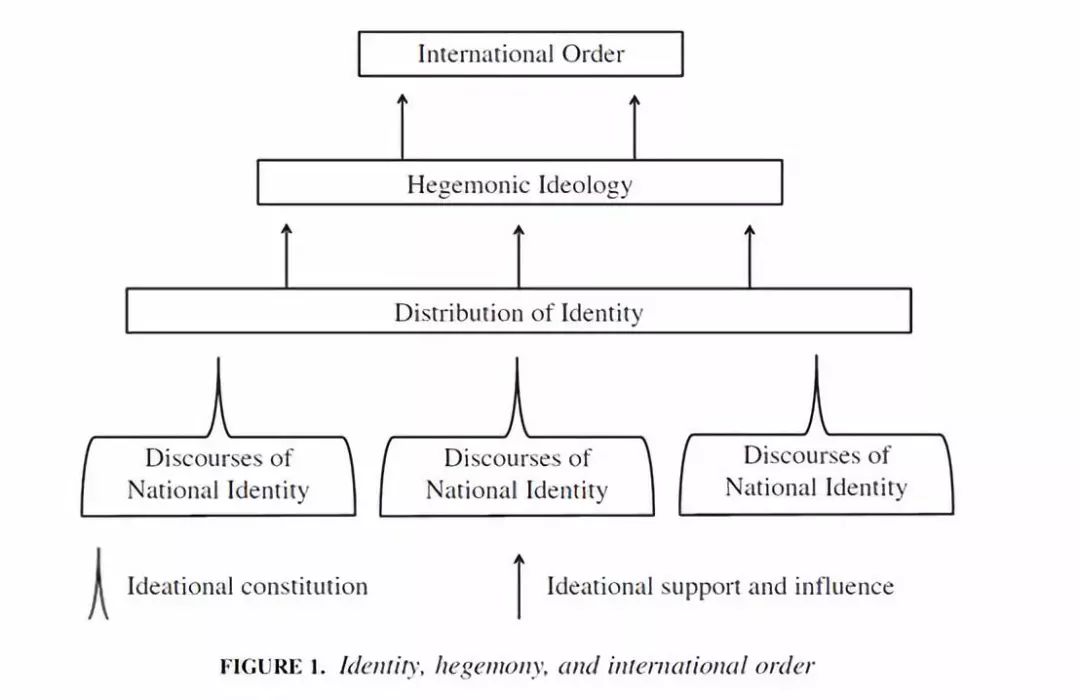 International Order
Hegemonic Ideology
Distribution of Identity
Discourses of
National Identity
Discourses of
National Identity
Discourses of
National Identity
Ideational constitution
Ideational support and influence
FIGURE 1. Identity, hegemony, and international order